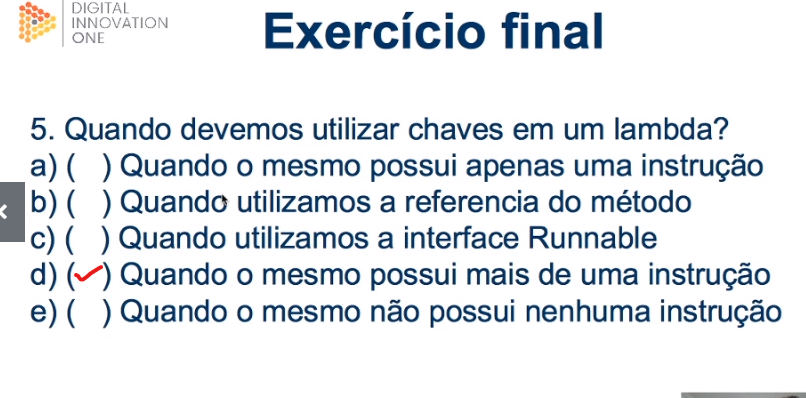 DIGITAL
INNOVATION
ONE
Exercício final
5. Quando devemos utilizar chaves em um lambda?
a) ( ) Quando o mesmo possui apenas uma instrução
b) ( ) Quando utilizamos a referencia do método
c) ( ) Quando utilizamos a interface Runnable
d) (✓) Quando o mesmo possui mais de uma instrução
e) ( ) Quando o mesmo não possui nenhuma instrução